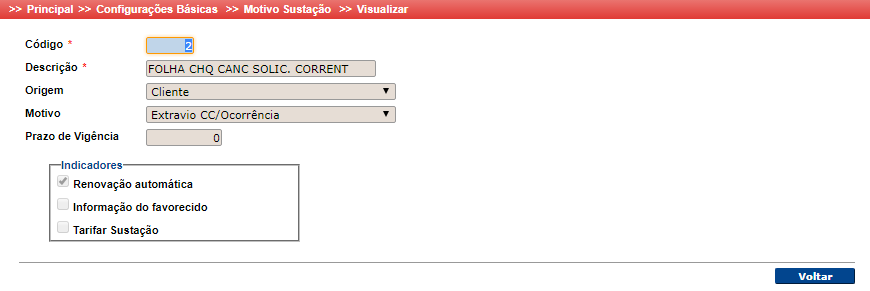 >> Principal >> Configurações Básicas >> Motivo Sustação >> Visualizar
Código * 2
Descrição * FOLHA CHQ CANC SOLIC. CORRENT
Origem Cliente
Motivo Extravio CC/Ocorrência
Prazo de Vigência 0
Indicadores
Renovação automática
Informação do favorecido
Tarifar Sustação
Voltar